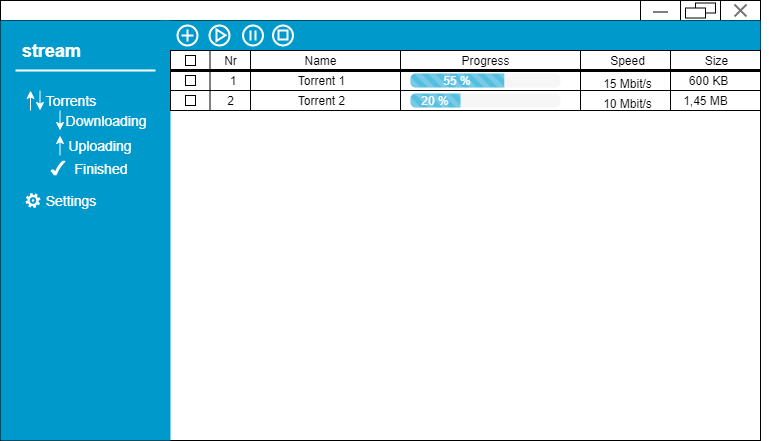 stream
Torrents
Downloading
Uploading
Finished
Settings
Nr Name Progress Speed Size
1 Torrent 1 55 % 15 Mbit/s 600 KB
2 Torrent 2 20 % 10 Mbit/s 1,45 MB